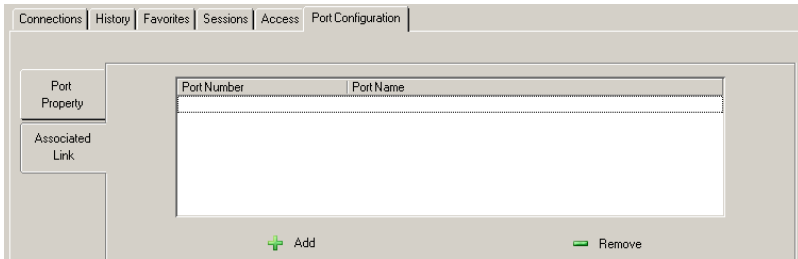 Connections History Favorites Sessions Access Port Configuration
Port
Property
Port Number Port Name
Associated
Link
Add Remove